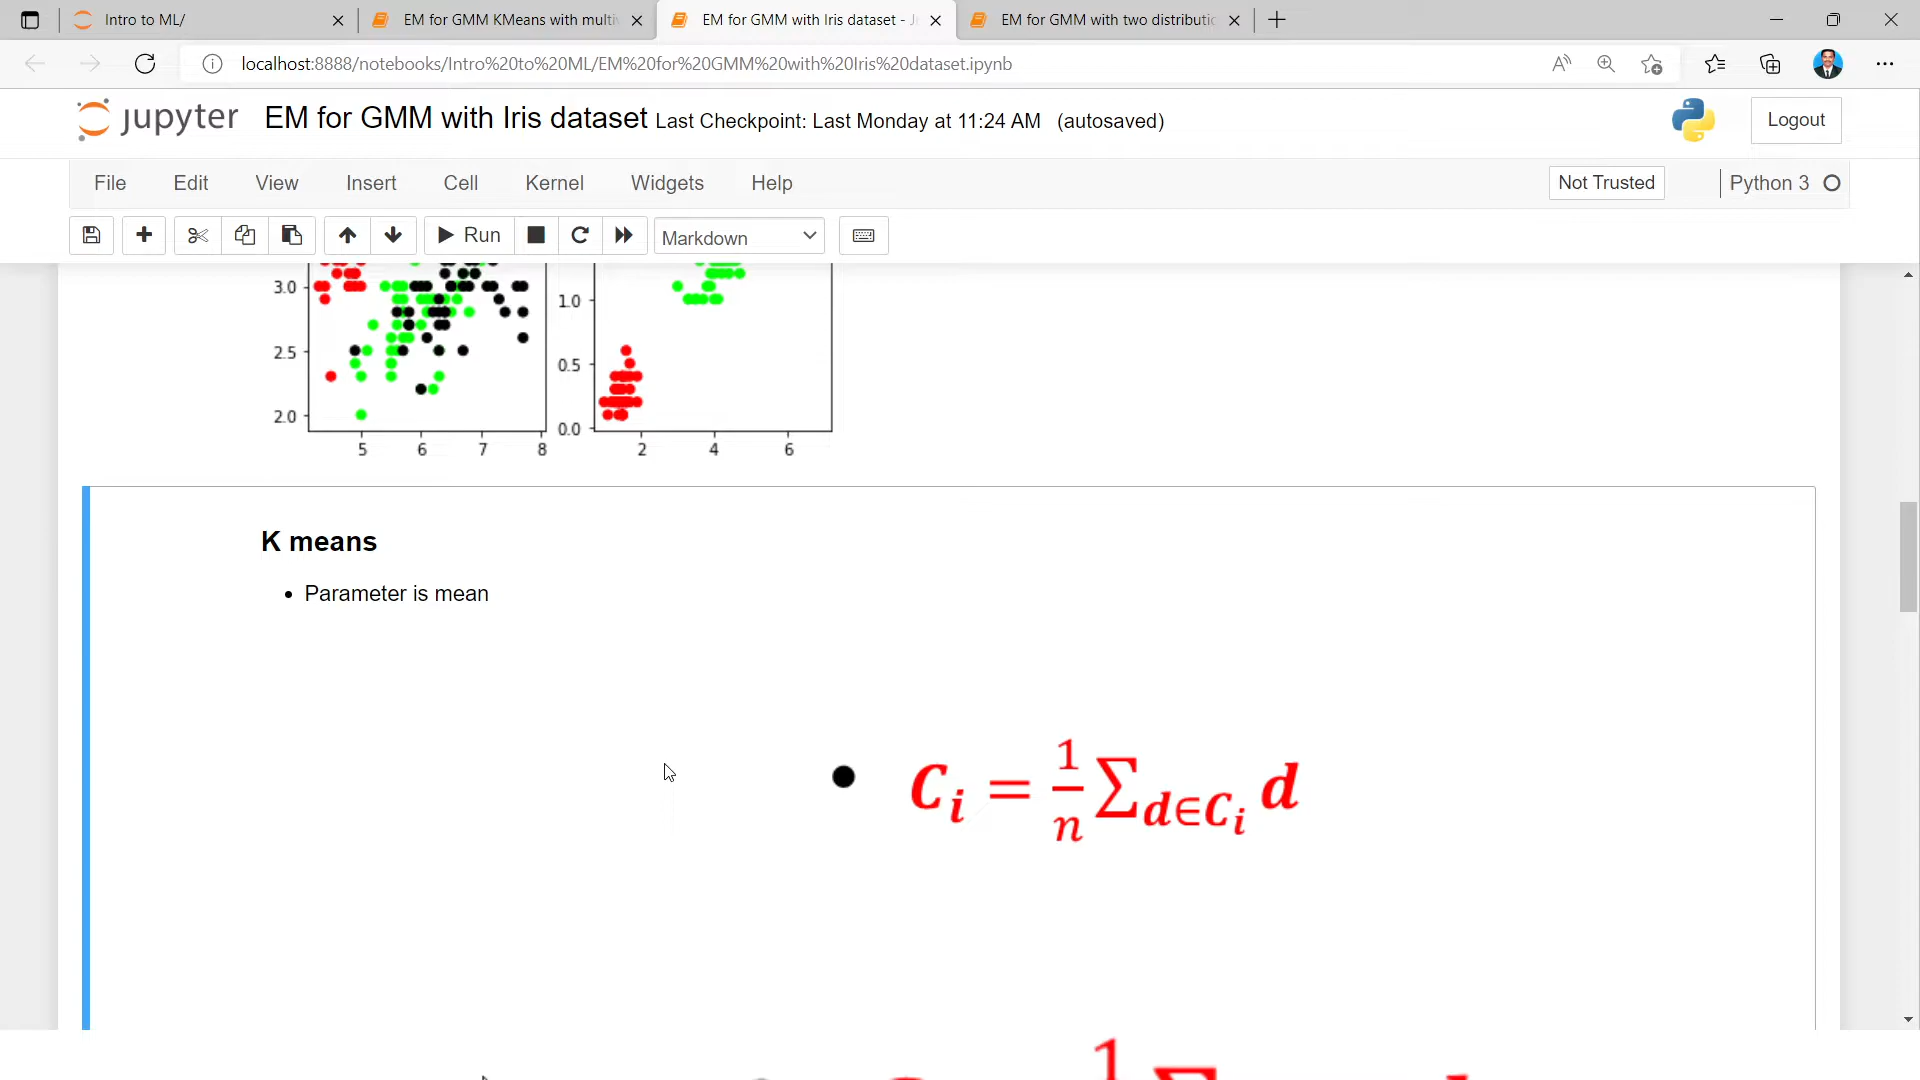 Intro to ML/
EM for GMM KMeans with multiv
EM for GMM with Iris dataset - J
EM for GMM with two distributic
localhost:8888/notebooks/Intro%20to%20ML/EM%20for%20GMM%20with%20Iris%20dataset.ipynb
jupyter EM for GMM with Iris dataset Last Checkpoint: Last Monday at 11:24 AM (autosaved)
Logout
File Edit View Insert Cell Kernel Widgets Help
Not Trusted
Python 3
Run
Markdown
3.0
2.5
2.0
5 6 7 8
1.0
0.5
0.0
2 4 6
K means
• Parameter is mean
• C_i = 1/n ∑_{d∈C_i} d